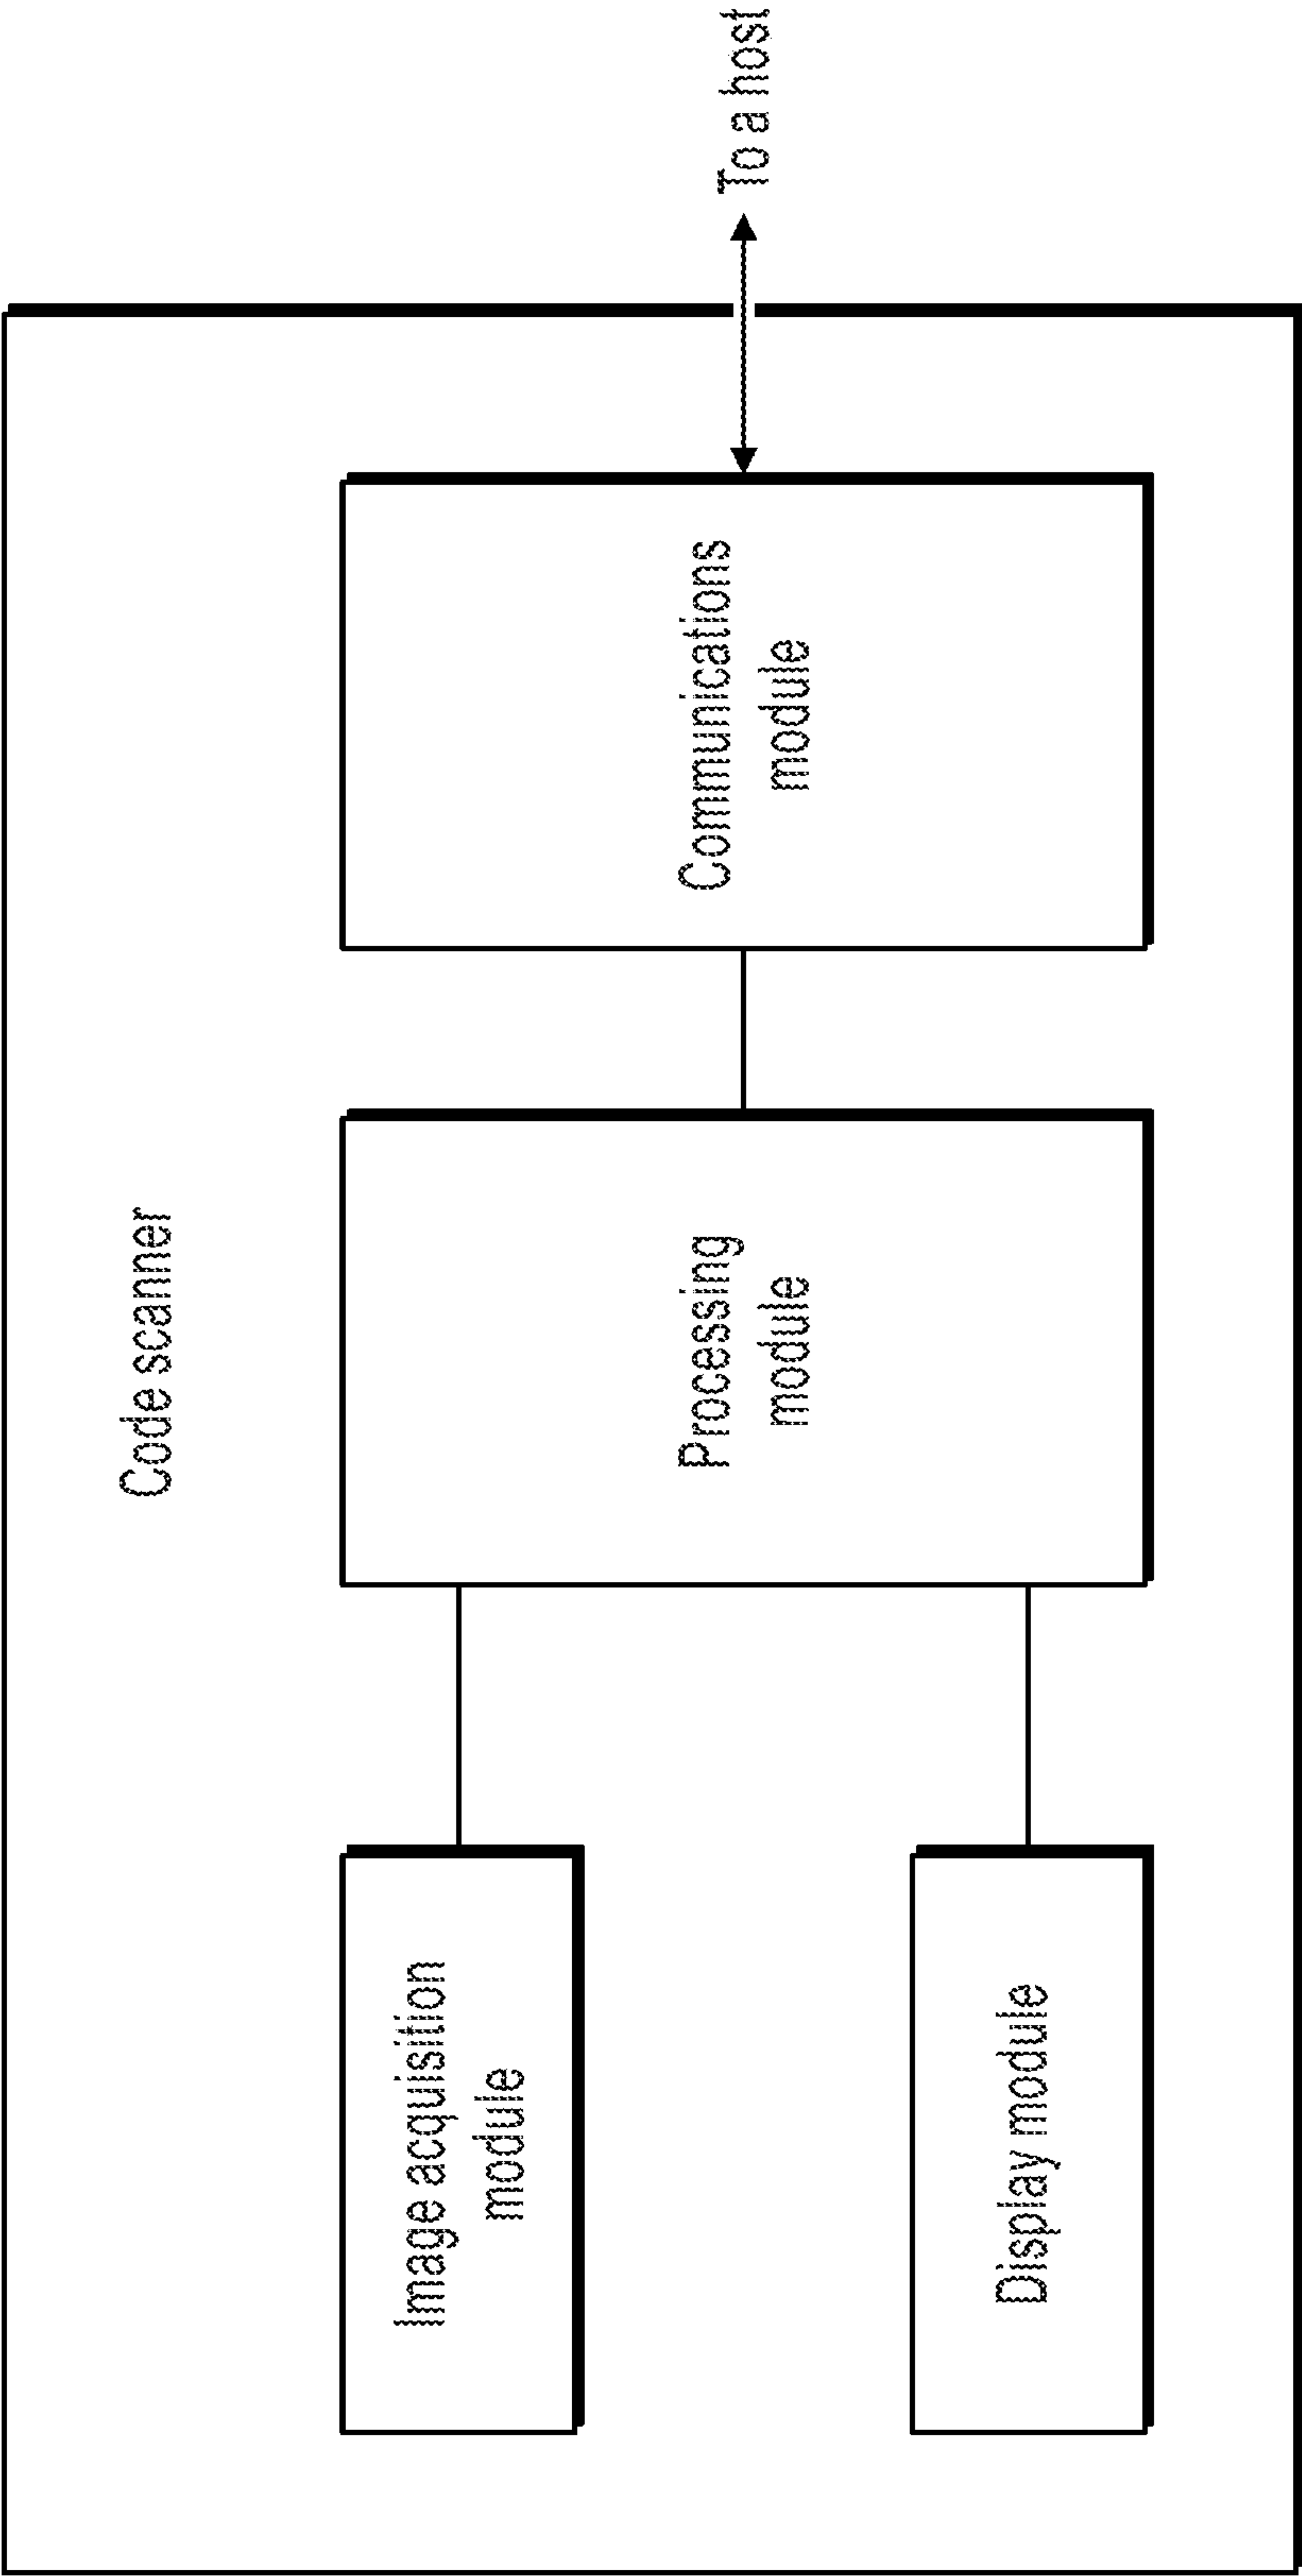 Code scanner
Image acquisition
module
Display module
Processing
module
Communications
module
To a host